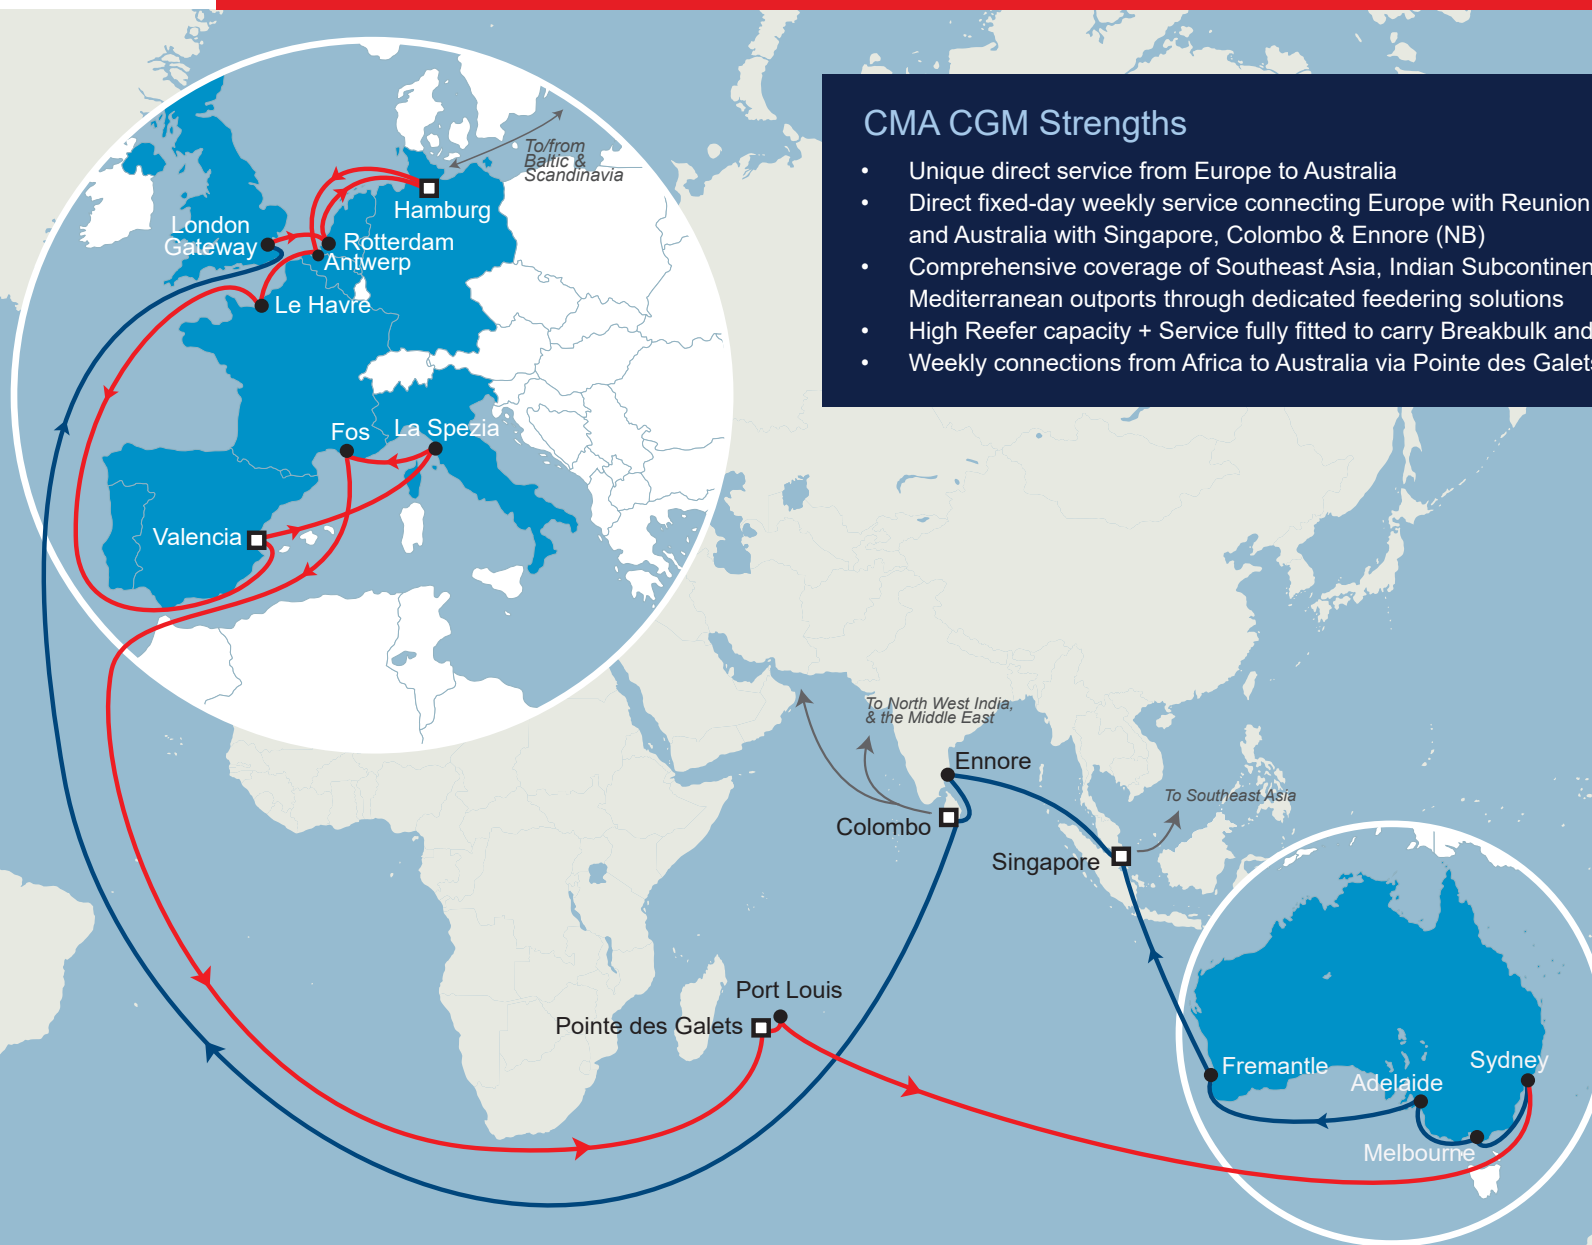 CMA CGM Strengths
• Unique direct service from Europe to Australia
• Direct fixed-day weekly service connecting Europe with Reunion
and Australia with Singapore, Colombo & Ennore (NB)
• Comprehensive coverage of Southeast Asia, Indian Subcontinen
Mediterranean outports through dedicated feedering solutions
• High Reefer capacity + Service fully fitted to carry Breakbulk and
• Weekly connections from Africa to Australia via Pointe des Galets
To/from
Baltic &
Scandinavia
Hamburg
London
Gateway
Rotterdam
Antwerp
Le Havre
Fos
La Spezia
Valencia
To North West India,
& the Middle East
Ennore
To Southeast Asia
Colombo
Singapore
Port Louis
Pointe des Galets
Fremantle
Sydney
Adelaide
Melbourne